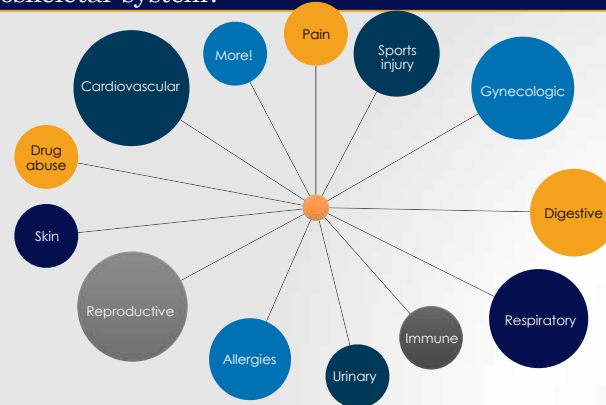 oskeletal system?
Pain
Sports
injury
More!
Cardiovascular
Gynecologic
Drug
abuse
Digestive
Skin
Reproductive
Respiratory
Immune
Allergies
Urinary